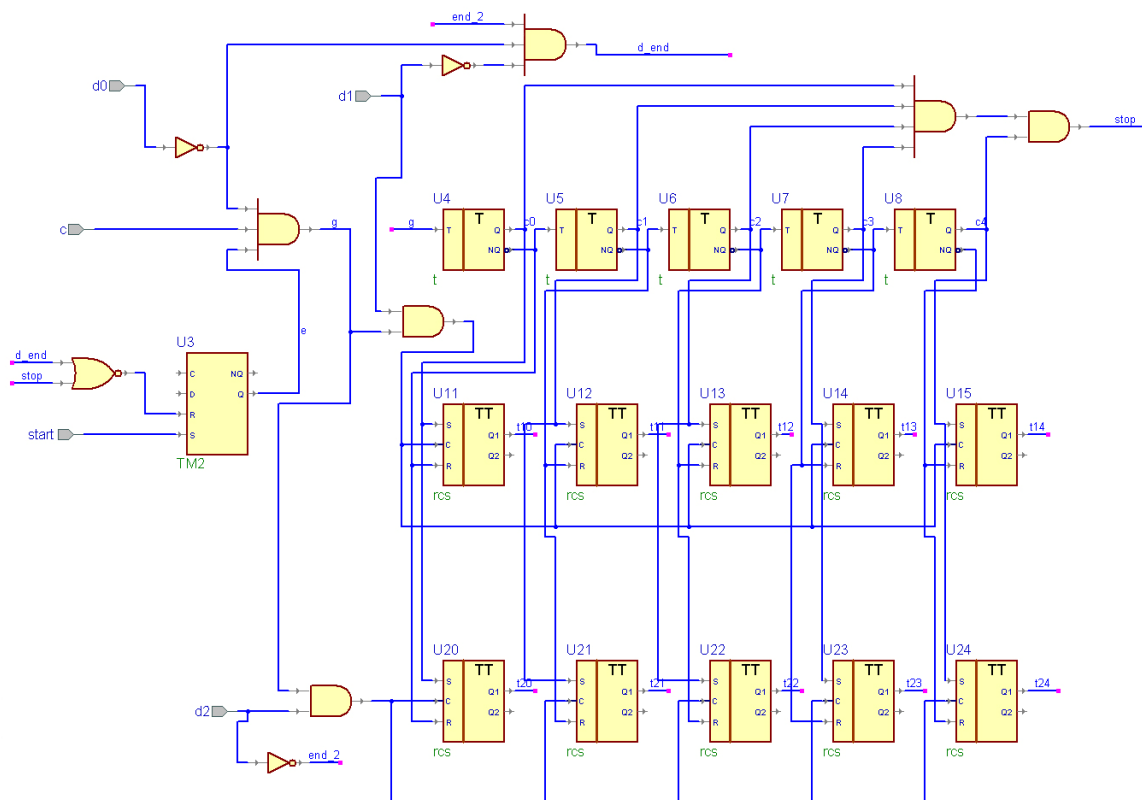 end_2
d_end
d0
d1
stop
U4 U5 U6 U7 U8
c g g T T Q NQ c0 t
T T Q NQ c1 t
T T Q NQ c2 t
T T Q NQ c3 t
T T Q NQ c4 t
e
U3
d_end
stop
C NQ
D Q
R
S
start
TM2
U11 U12 U13 U14 U15
TT TT TT TT TT
S Q1 t10 S Q1 t11 S Q1 t12 S Q1 t13 S Q1 t14
C Q2 C Q2 C Q2 C Q2 C Q2
R R R R R
rcs rcs rcs rcs rcs
U20 U21 U22 U23 U24
TT TT TT TT TT
S Q1 t20 S Q1 t21 S Q1 t22 S Q1 t23 S Q1 t24
C Q2 C Q2 C Q2 C Q2 C Q2
R R R R R
rcs rcs rcs rcs rcs
d2
end_2